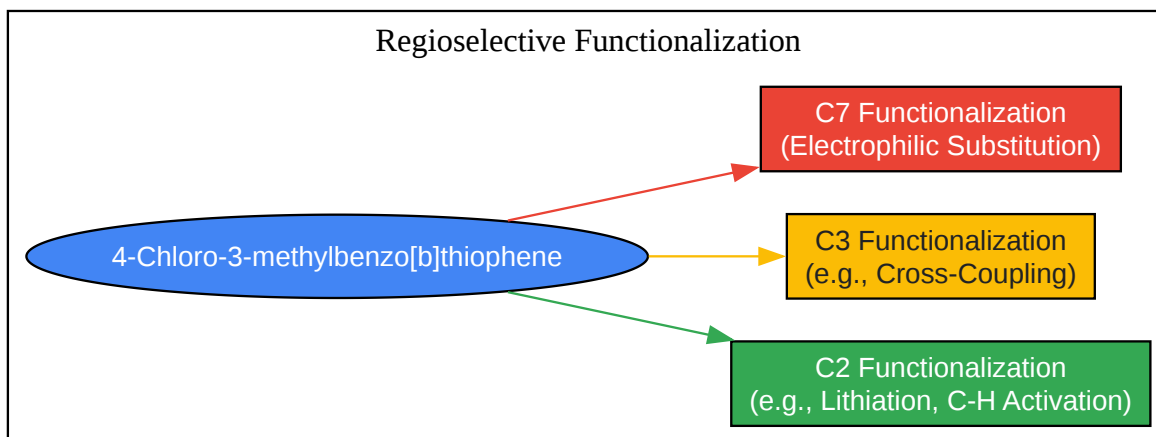 Regioselective Functionalization
C7 Functionalization
(Electrophilic Substitution)
4-Chloro-3-methylbenzo[b]thiophene
C3 Functionalization
(e.g., Cross-Coupling)
C2 Functionalization
(e.g., Lithiation, C-H Activation)